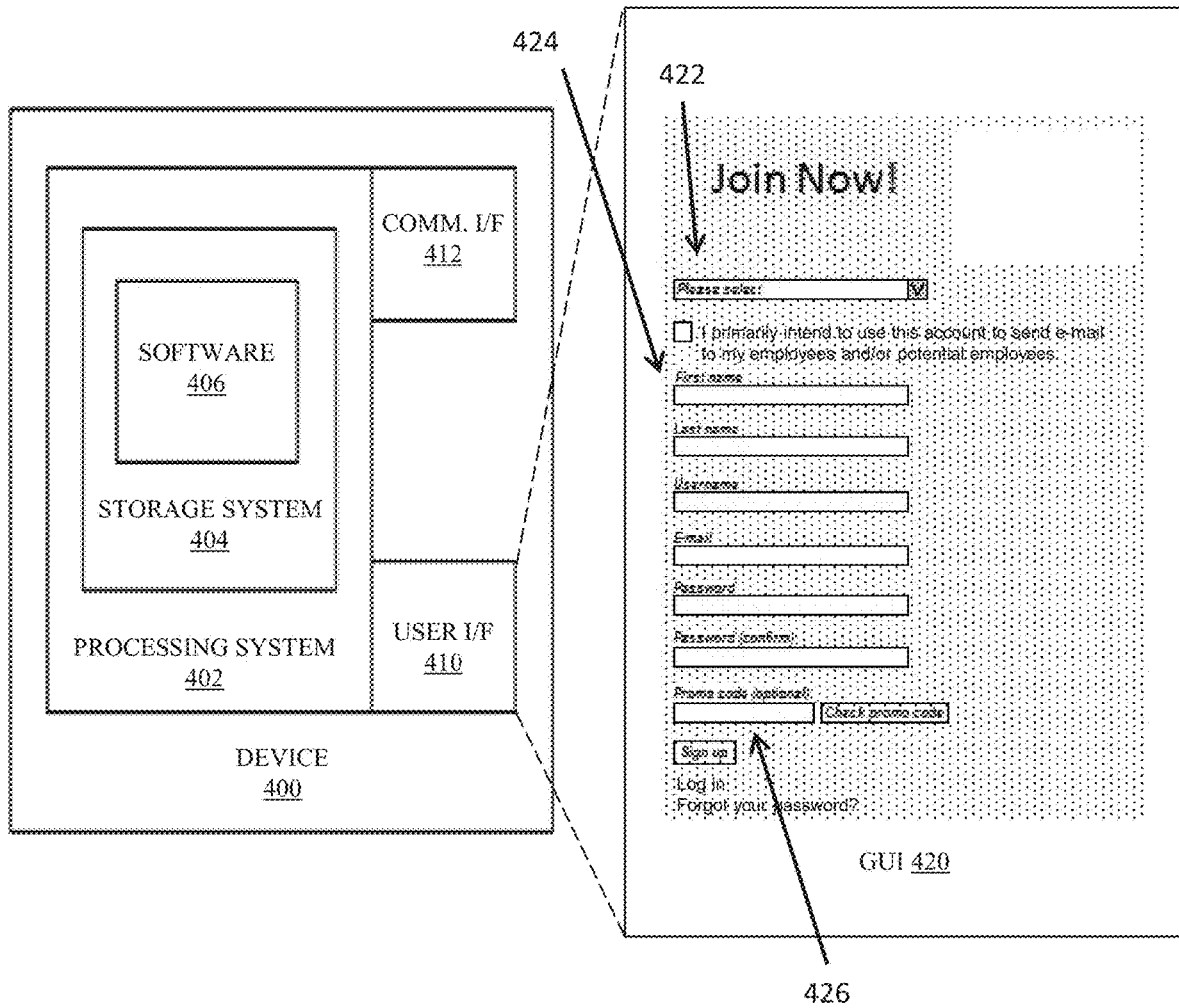 COMM. I/F
412
SOFTWARE
406
STORAGE SYSTEM
404
PROCESSING SYSTEM
402
USER I/F
410
DEVICE
400
424
422
Join Now!
Please select
I primarily intend to use this account to send e-mail
to my employees and/or potential employees.
First name
Last name
Username
E-mail
Password
Password (confirm)
Promo code (optional)
Check promo code
Sign up
Log in
Forgot your password?
GUI 420
426